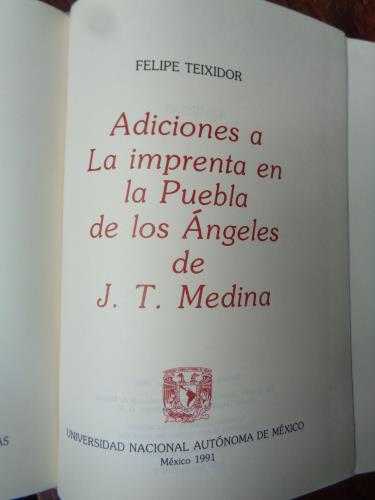 FELIPE TEIXIDOR
Adiciones a
La imprenta en
la Puebla
de los Ángeles
de
J. T. Medina
UNIVERSIDAD NACIONAL AUTÓNOMA DE MÉXICO
México 1991
AS